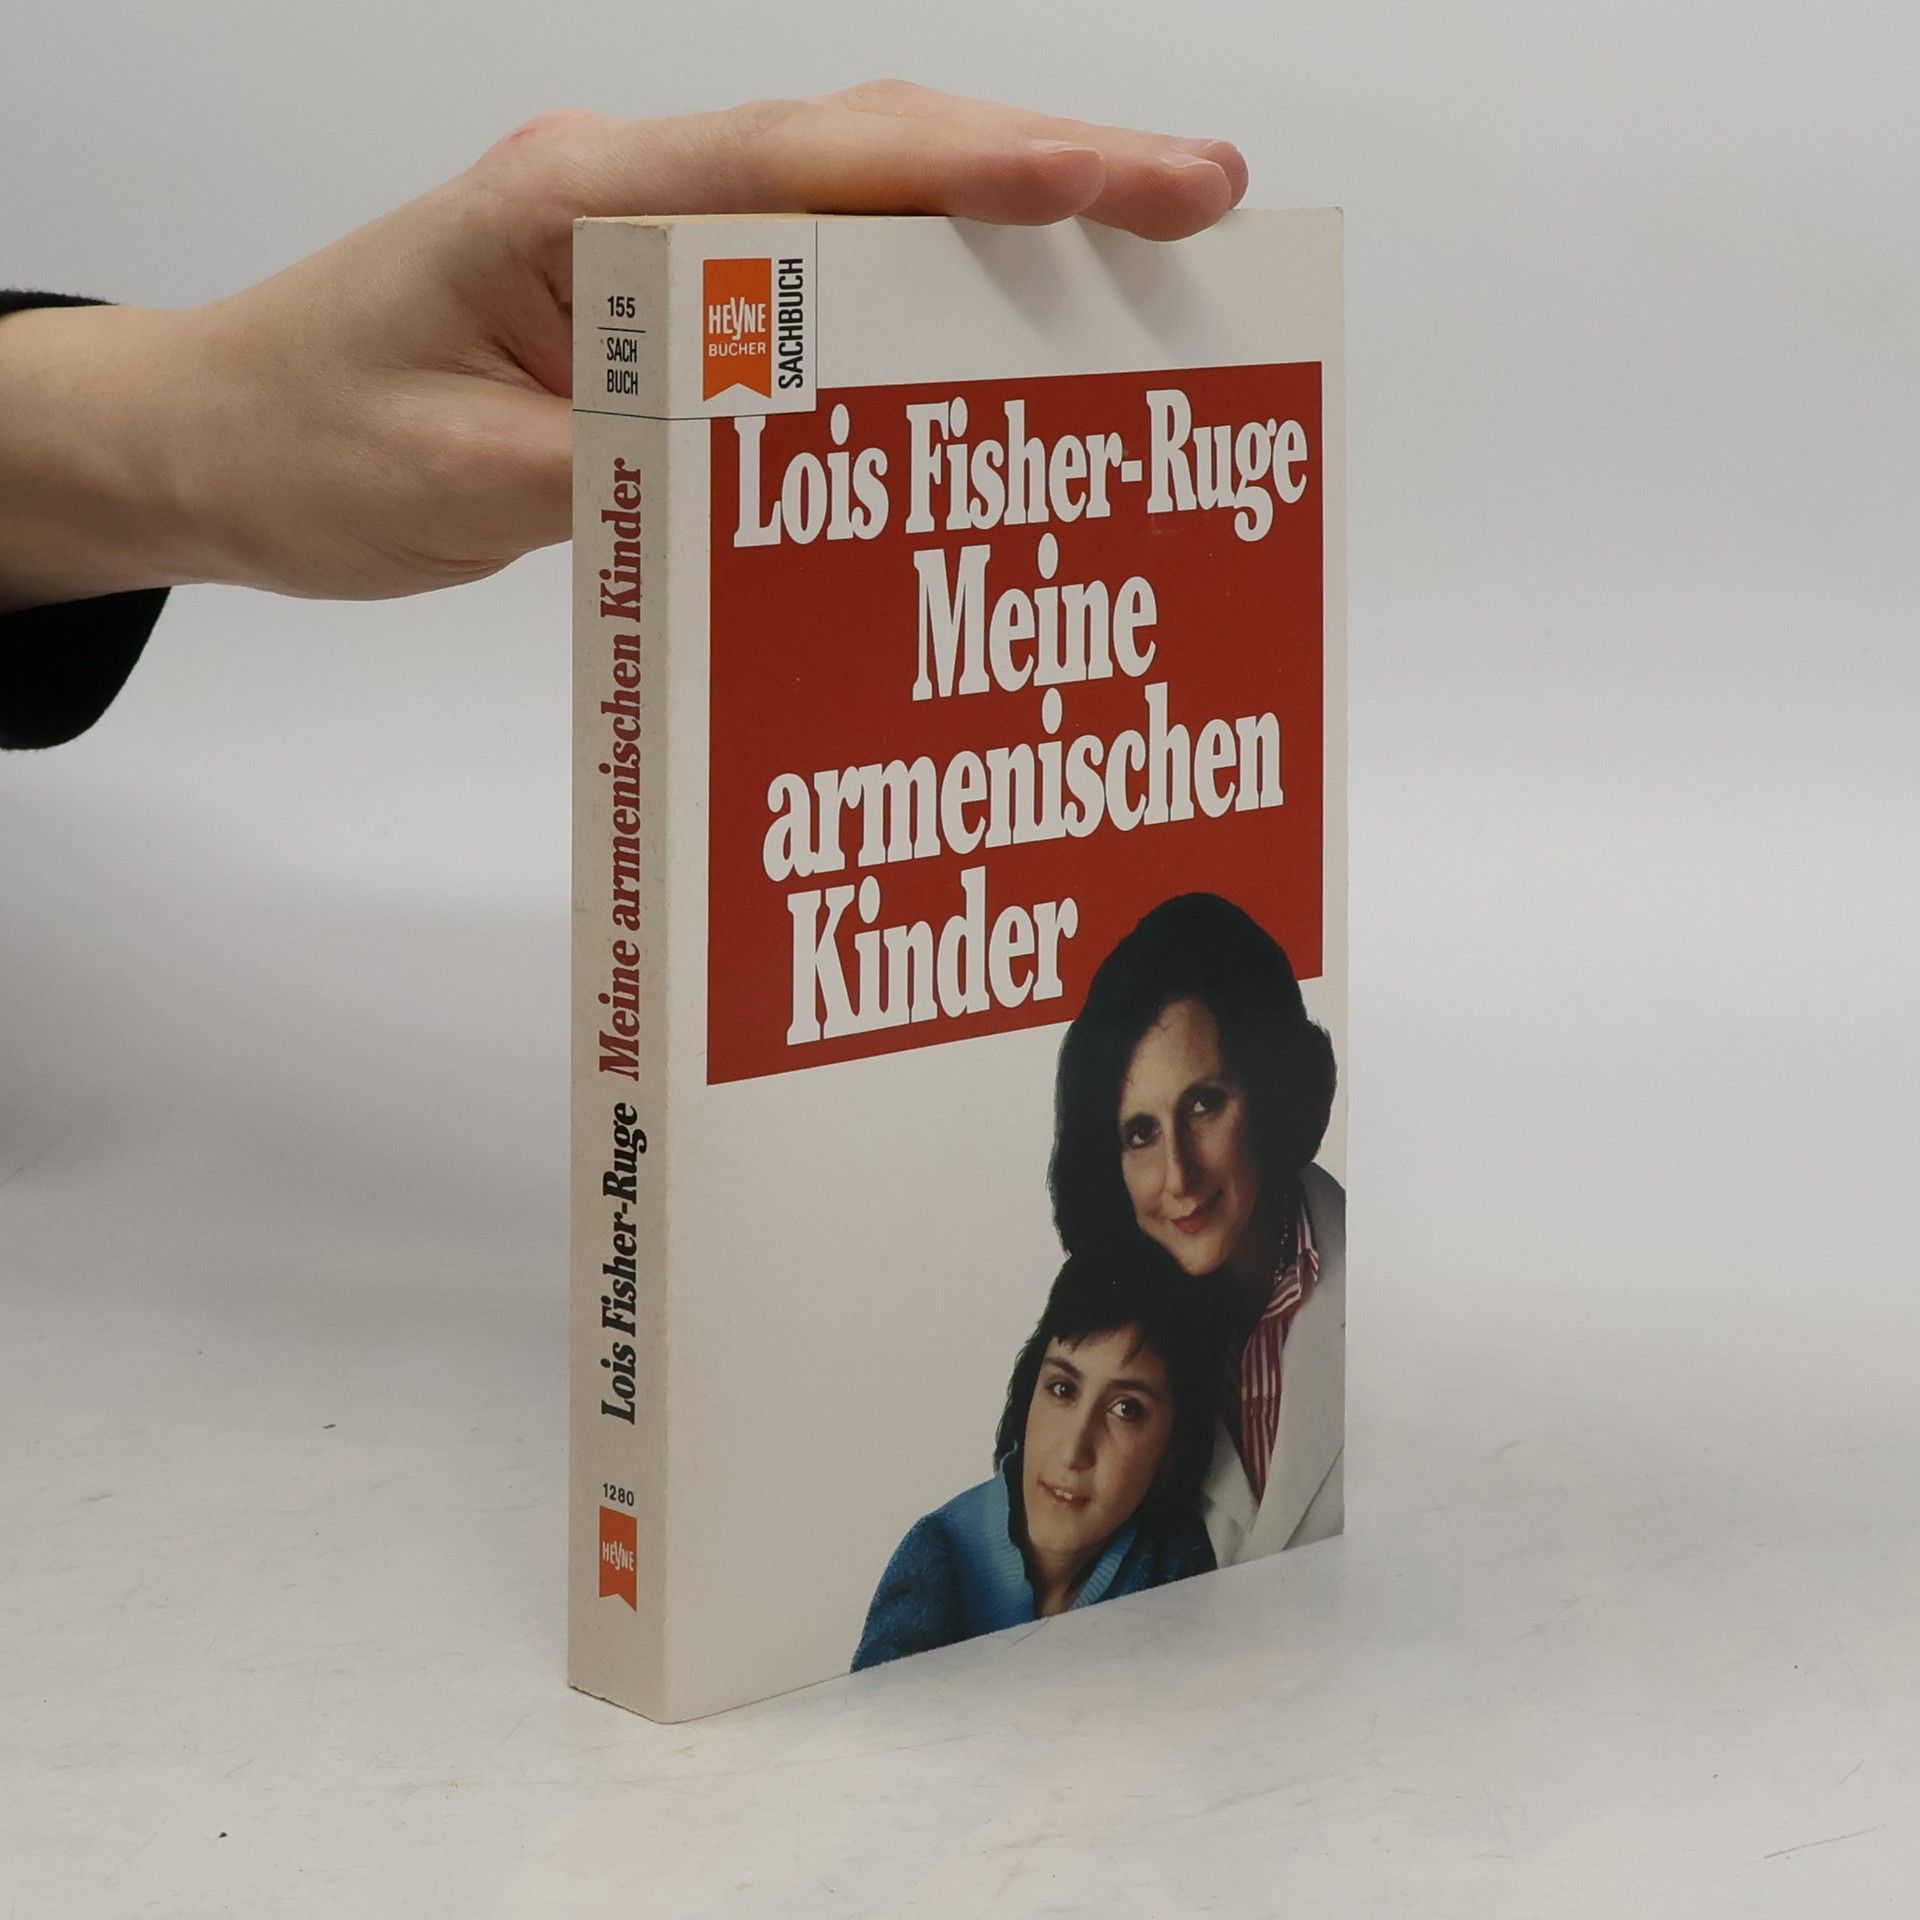 155
SACH
BUCH
Lois Fisher-Ruge Meine armenischen Kinder
1280
HEYNE
HEYNE
BÜCHER
SACHBUCH
Lois Fisher-Ruge
Meine
armenischen
Kinder